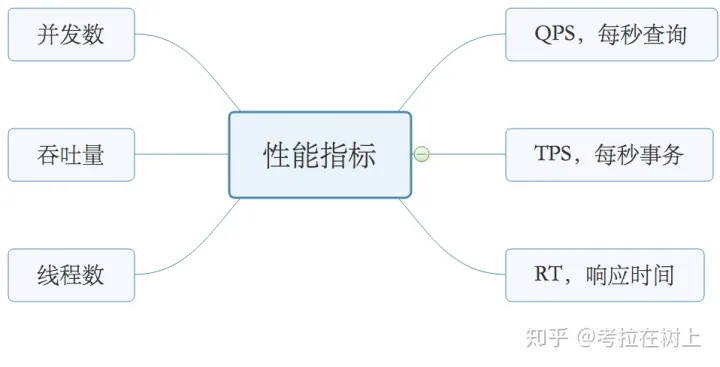 并发数
QPS，每秒查询
吞吐量
性能指标
TPS，每秒事务
线程数
RT，响应时间
知乎 @考拉在树上